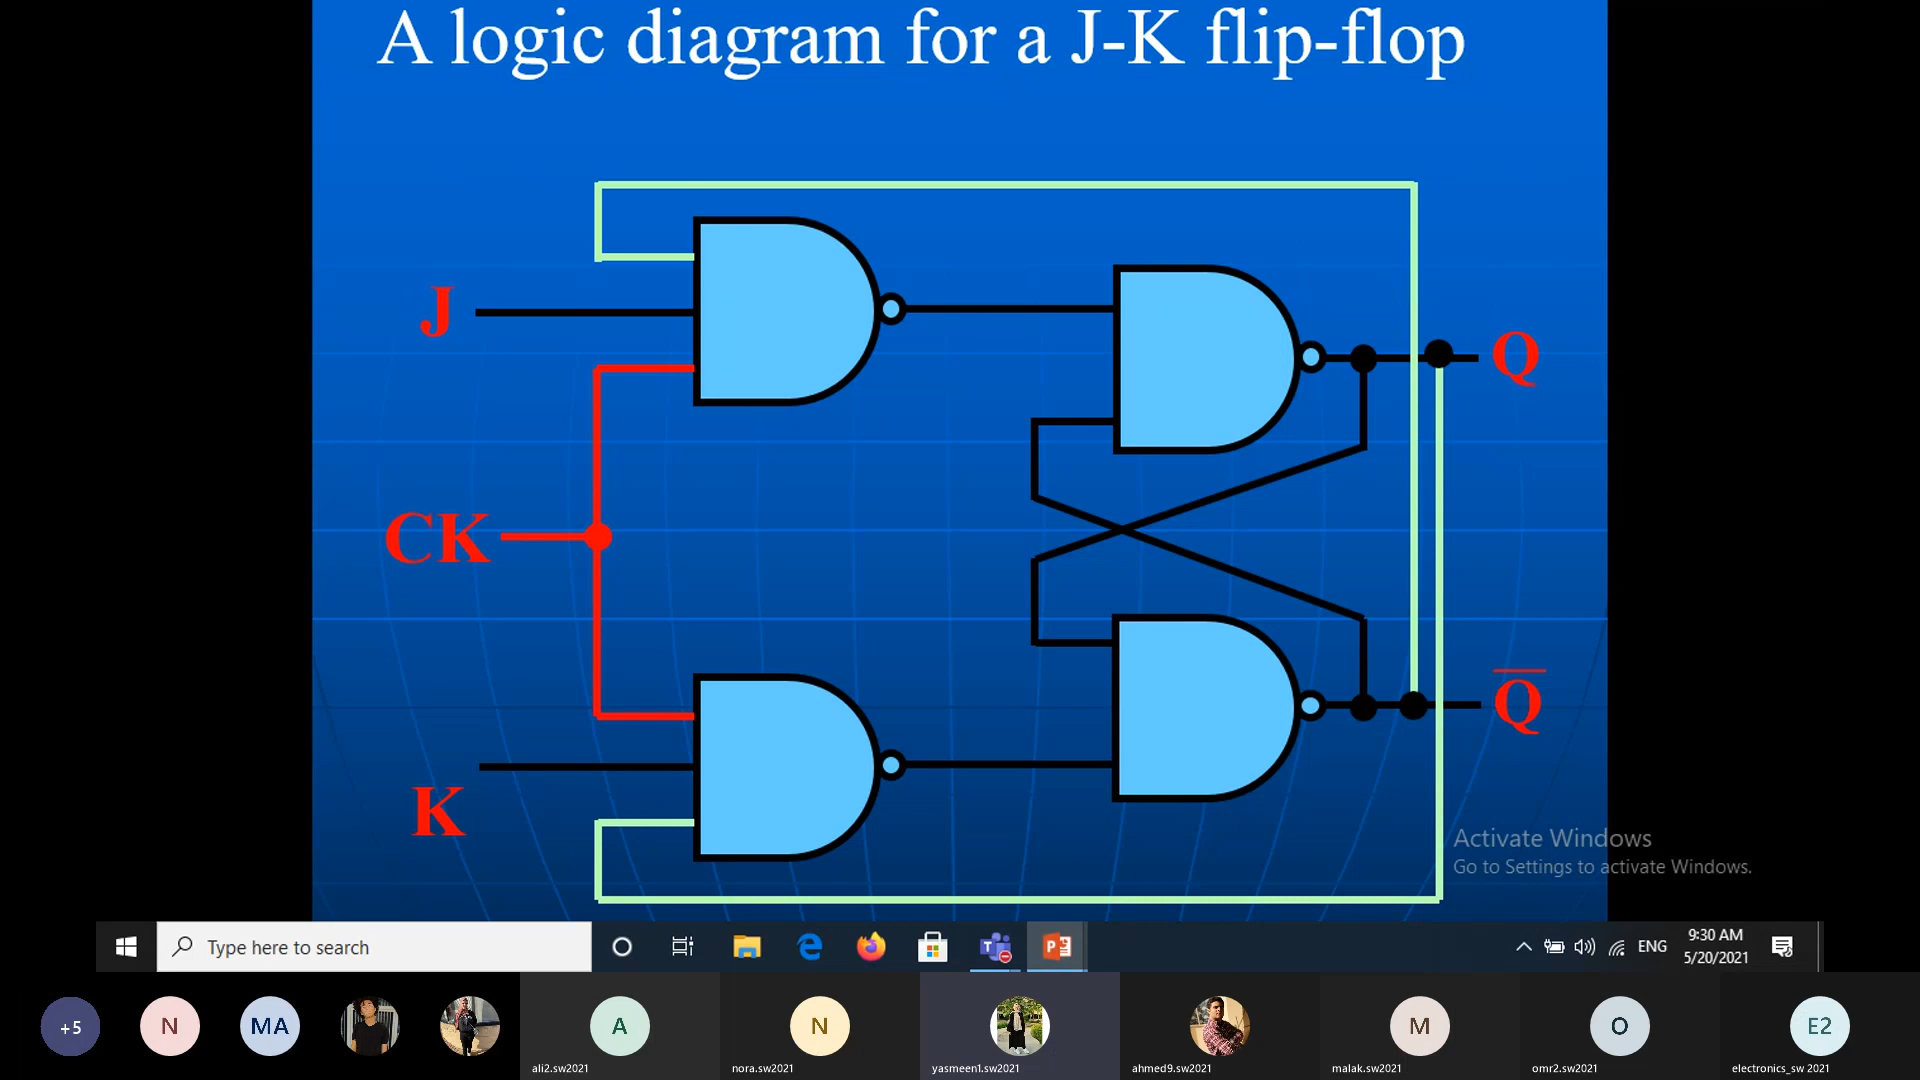 A logic diagram for a J-K flip-flop
J
Q
CK
Q
K
Activate Windows
Go to Settings to activate Windows.
Type here to search
ENG
9:30 AM
5/20/2021
+5
N
MA
A
N
M
O
E2
ali2.sw2021
nora.sw2021
yasmeen1.sw2021
ahmed9.sw2021
malak.sw2021
omr2.sw2021
electronics_sw 2021